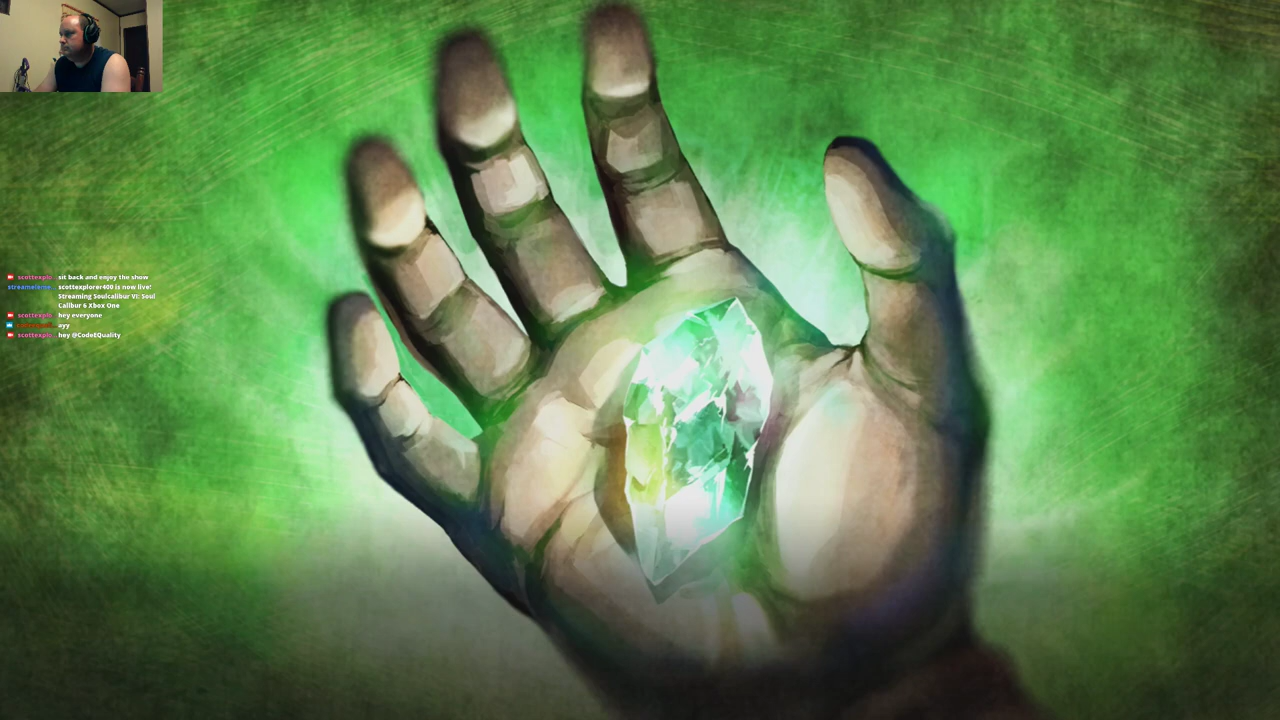 scottexplo.. sit back and enjoy the show
streameleme.. scottexplorer400 is now live!
Streaming Soulcalibur VI: Soul
Calibur 6 Xbox One
scottexplo.. hey everyone
ayy
scottexplo.. hey @CodeEQuality